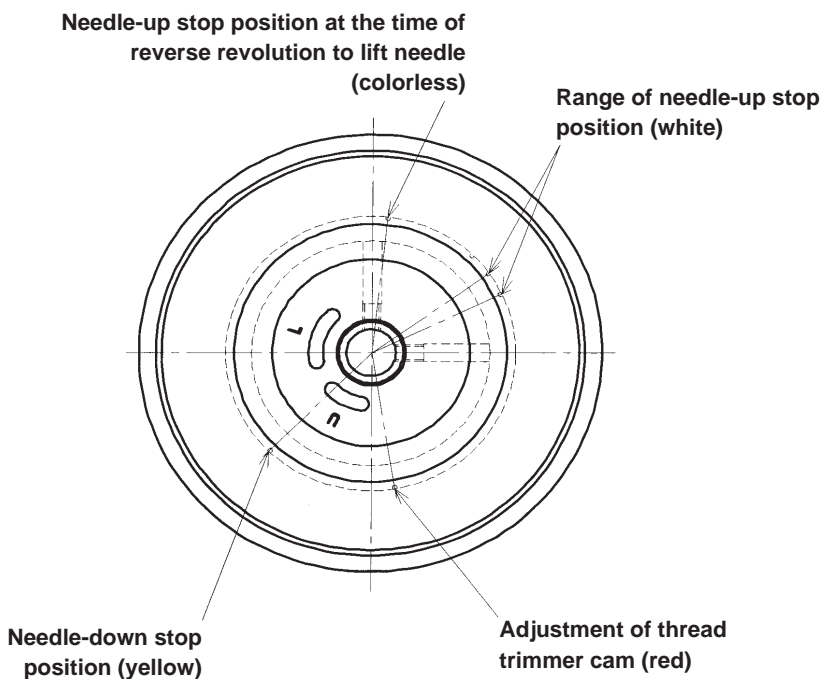 Needle-up stop position at the time of
reverse revolution to lift needle
(colorless)
Range of needle-up stop
position (white)
L
U
Needle-down stop
position (yellow)
Adjustment of thread
trimmer cam (red)